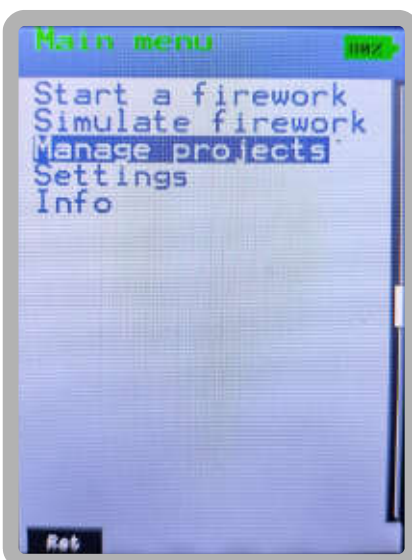 Main menu
Start a firework
Simulate firework
Manage projects
Settings
Info
Ret